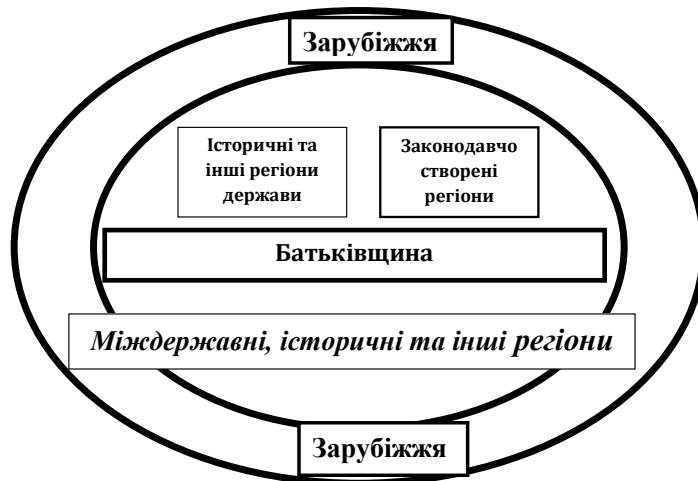 Зарубіжжя
Історичні та
інші регіони
держави
Законодавчо
створені
регіони
Батьківщина
Міждержавні, історичні та інші регіони
Зарубіжжя